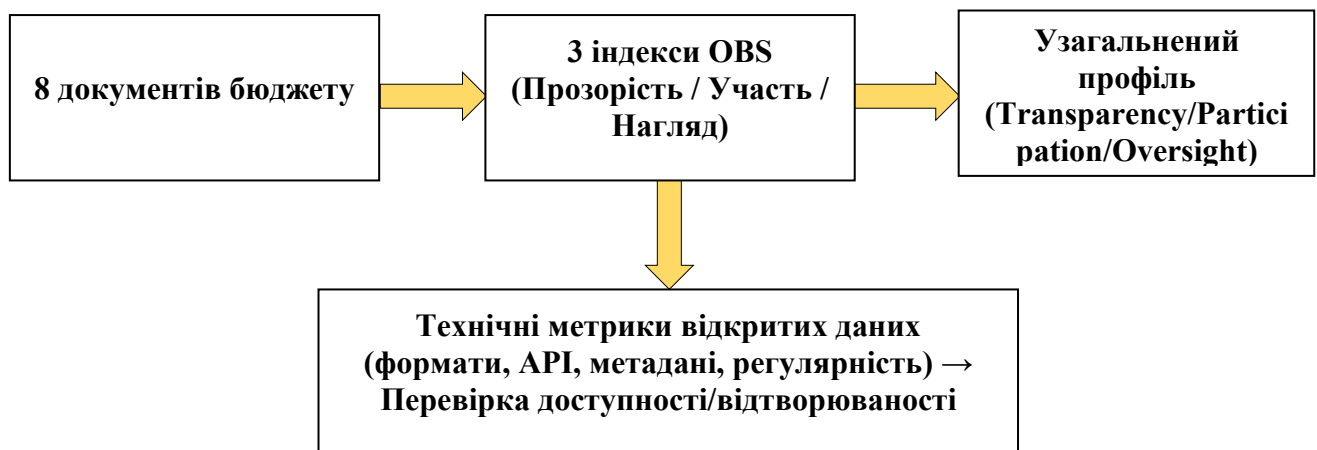 8 документів бюджету
3 індекси OBS
(Прозорість / Участь /
Нагляд)
Узагальнений
профіль
(Transparency/Partici
pation/Oversight)
Технічні метрики відкритих даних
(формати, API, метадані, регулярність) →
Перевірка доступності/відтворюваності